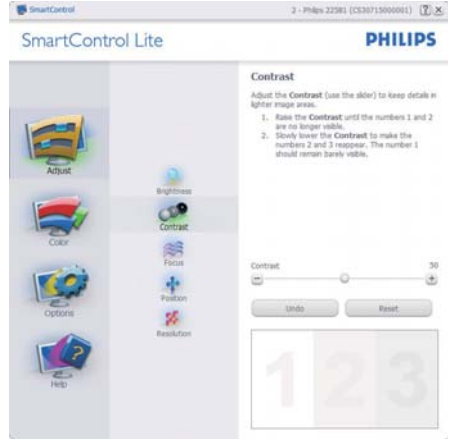 SmartControl
2 - Philips 225B1 (CS30715000001)
SmartControl Lite
PHILIPS
Adjust
Color
Options
Help
Brightness
Contrast
Focus
Position
Resolution
Contrast
Adjust the Contrast (use the slider) to keep details in
lighter image areas.
1. Raise the Contrast until the numbers 1 and 2
are no longer visible.
2. Slowly lower the Contrast to make the
numbers 2 and 3 reappear. The number 1
should remain barely visible.
Contrast 50
Undo Reset
1 2 3